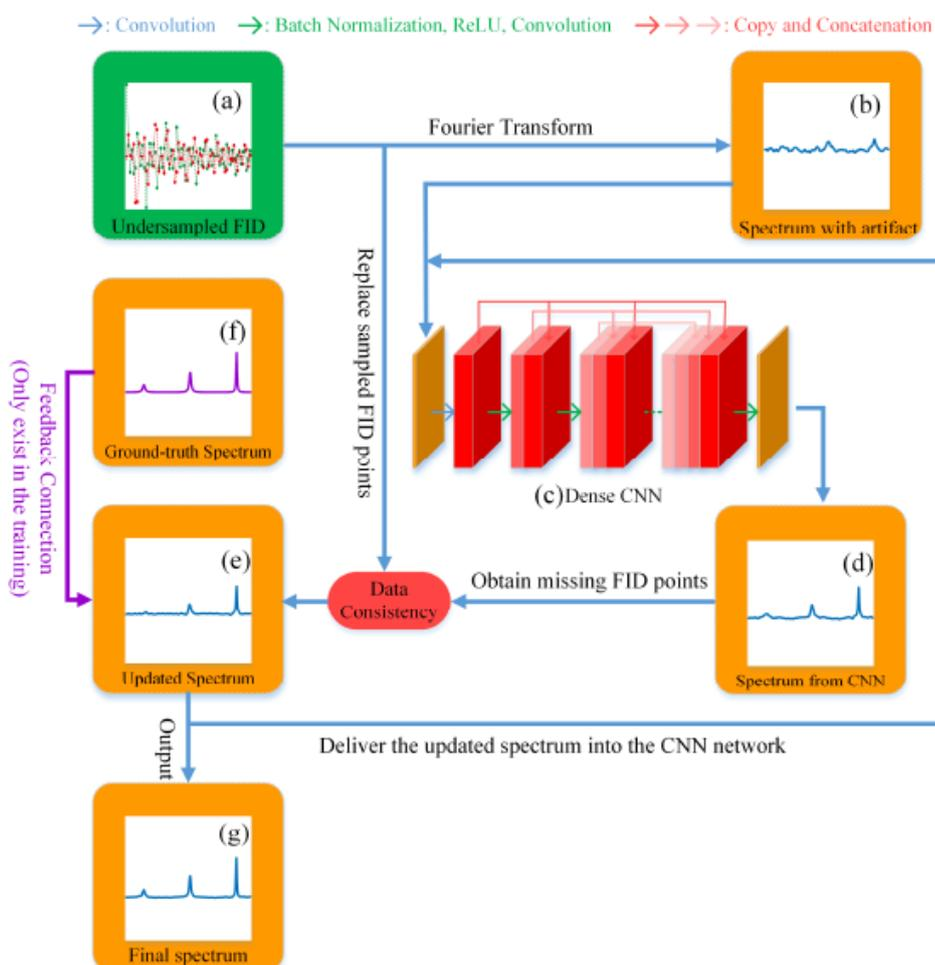 : Convolution
: Batch Normalization, ReLU, Convolution
: Copy and Concatenation
(a)
Undersampled FID
Fourier Transform
(b)
Spectrum with artifact
Replace sampled FID points
(f)
Ground-truth Spectrum
Feedback Connection
(Only exist in the training)
(c) Dense CNN
(e)
Updated Spectrum
Data
Consistency
Obtain missing FID points
(d)
Spectrum from CNN
Output
Deliver the updated spectrum into the CNN network
(g)
Final spectrum